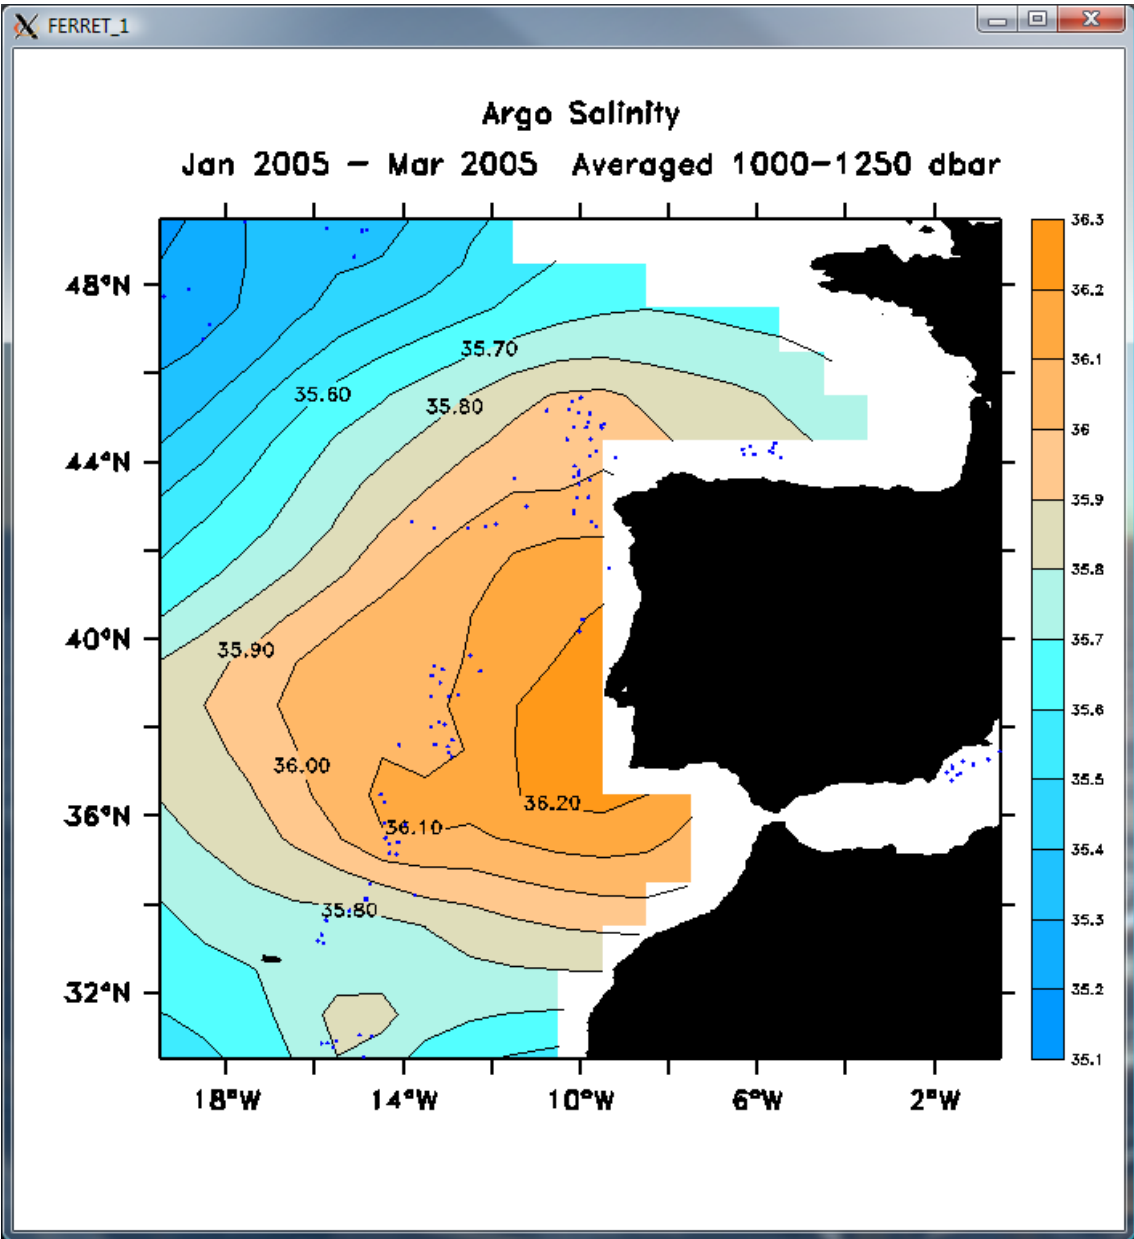 FERRET_1
Argo Salinity
Jan 2005 – Mar 2005  Averaged 1000–1250 dbar
36.3
36.2
36.1
36
35.9
35.8
35.7
35.6
35.5
35.4
35.3
35.2
35.1
48°N
44°N
40°N
36°N
32°N
35.70
35.60
35.80
35.90
36.00
36.20
36.10
35.80
18°W
14°W
10°W
6°W
2°W